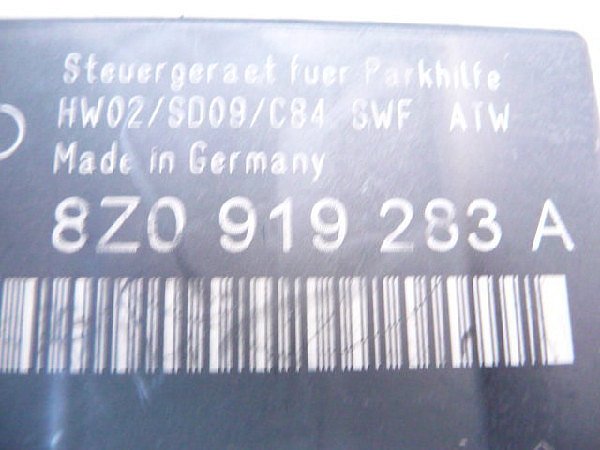 Steuergeraet fuer Parkhilfe
HW02/SD09/C84 SWF ATW
Made in Germany
8Z0 919 283 A